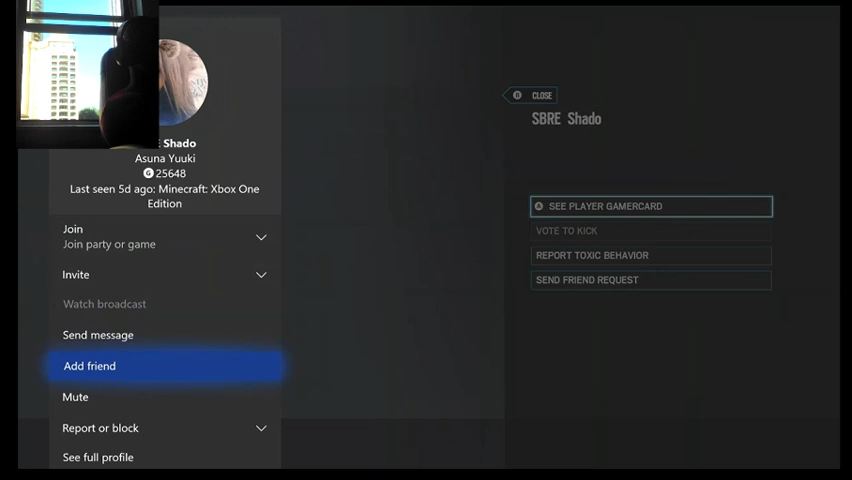 Shado
Asuna Yuuki
G 25648
Last seen 5d ago: Minecraft: Xbox One
Edition
Join
Join party or game
Invite
Watch broadcast
Send message
Add friend
Mute
Report or block
See full profile
CLOSE
SBRE Shado
A SEE PLAYER GAMERCARD
VOTE TO KICK
REPORT TOXIC BEHAVIOR
SEND FRIEND REQUEST